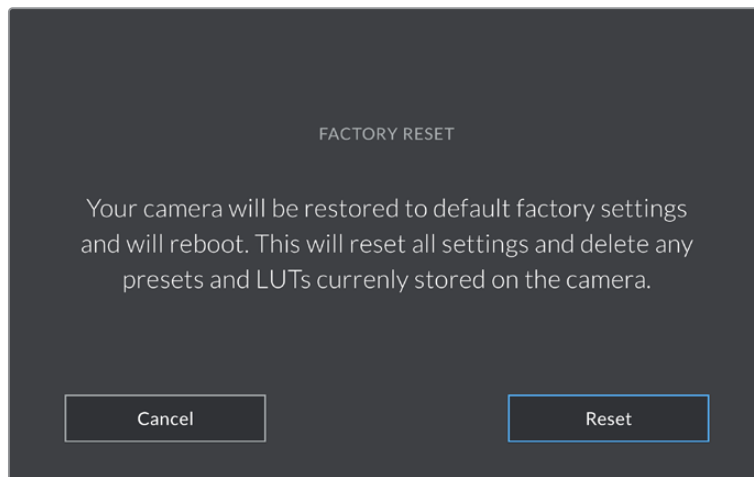 FACTORY RESET
Your camera will be restored to default factory settings
and will reboot. This will reset all settings and delete any
presets and LUTs currenly stored on the camera.
Cancel
Reset